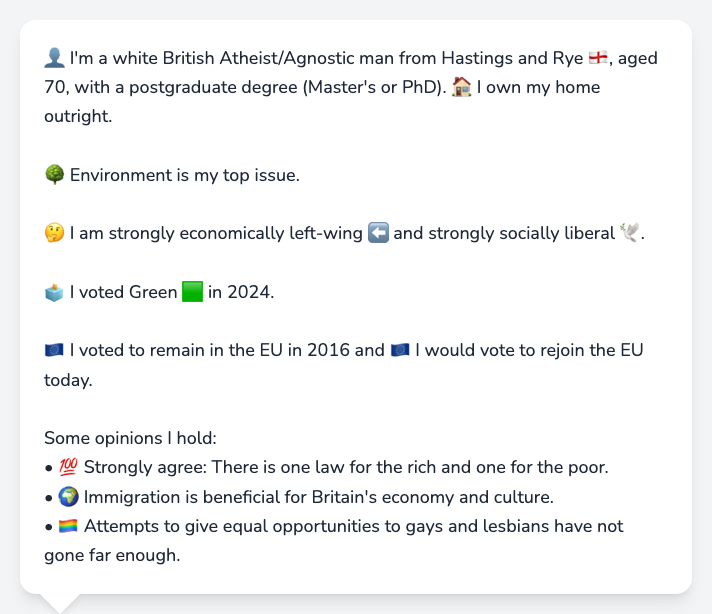 👤 I'm a white British Atheist/Agnostic man from Hastings and Rye 🏴󠁧󠁢󠁥󠁮󠁧󠁿, aged
70, with a postgraduate degree (Master's or PhD). 🏠 I own my home
outright.
🌳 Environment is my top issue.
🤔 I am strongly economically left-wing ⬅️ and strongly socially liberal 🕊️.
🗳️ I voted Green 🟩 in 2024.
🇪🇺 I voted to remain in the EU in 2016 and 🇪🇺 I would vote to rejoin the EU
today.
Some opinions I hold:
• 💯 Strongly agree: There is one law for the rich and one for the poor.
• 🌍 Immigration is beneficial for Britain's economy and culture.
• 🏳️‍🌈 Attempts to give equal opportunities to gays and lesbians have not
gone far enough.